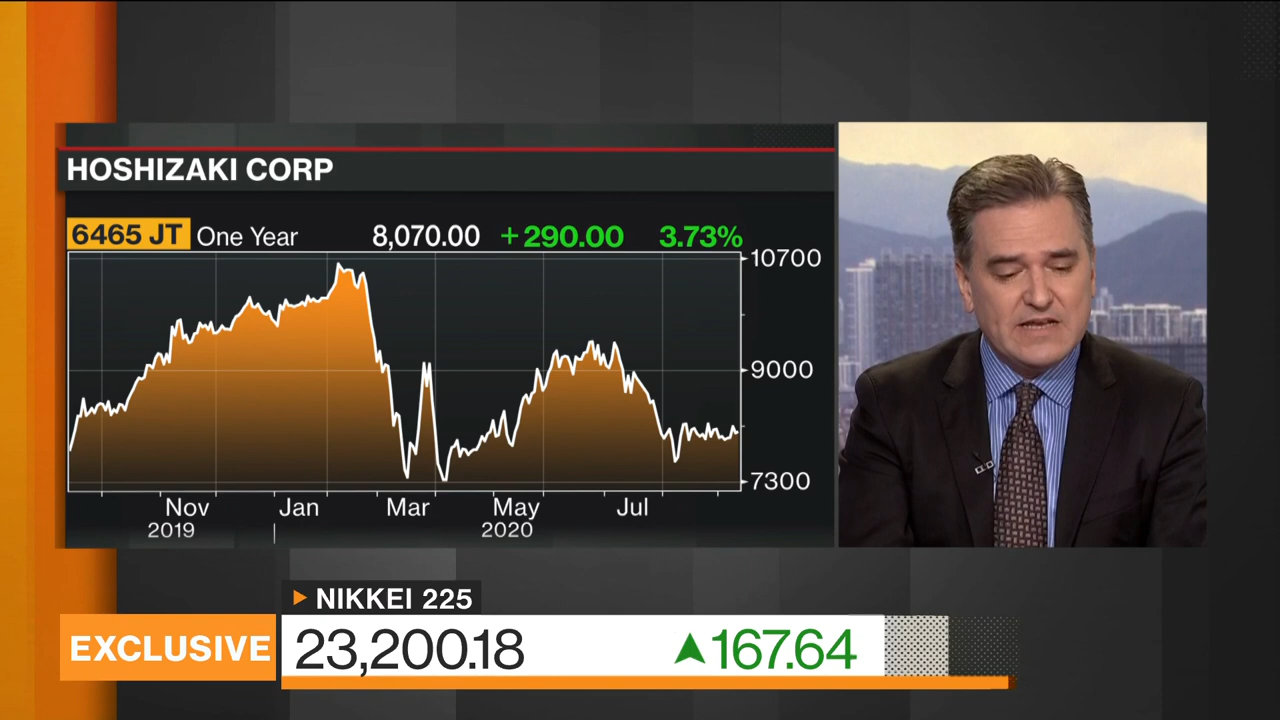 HOSHIZAKI CORP
6465 JT One Year 8,070.00 +290.00 3.73%
10700
9000
7300
Nov Jan Mar May Jul
2019 2020
NIKKEI 225
EXCLUSIVE 23,200.18 167.64